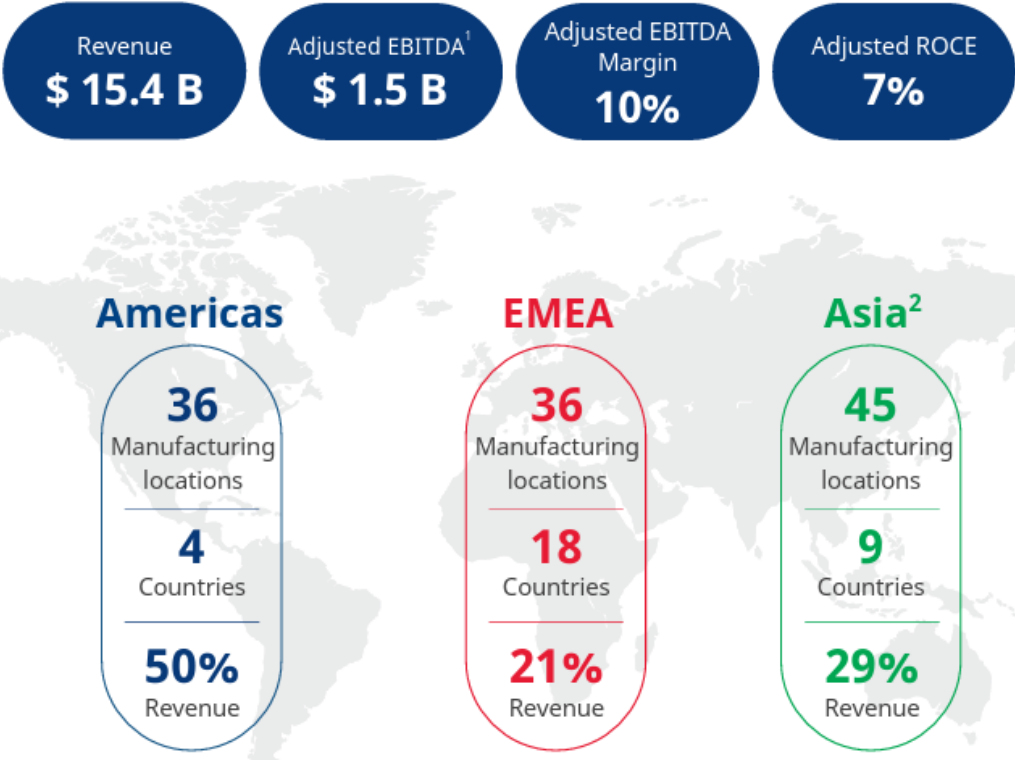 Revenue
$ 15.4 B
Adjusted EBITDA¹
$ 1.5 B
Adjusted EBITDA
Margin
10%
Adjusted ROCE
7%
Americas
36
Manufacturing
locations
4
Countries
50%
Revenue
EMEA
36
Manufacturing
locations
18
Countries
21%
Revenue
Asia²
45
Manufacturing
locations
9
Countries
29%
Revenue